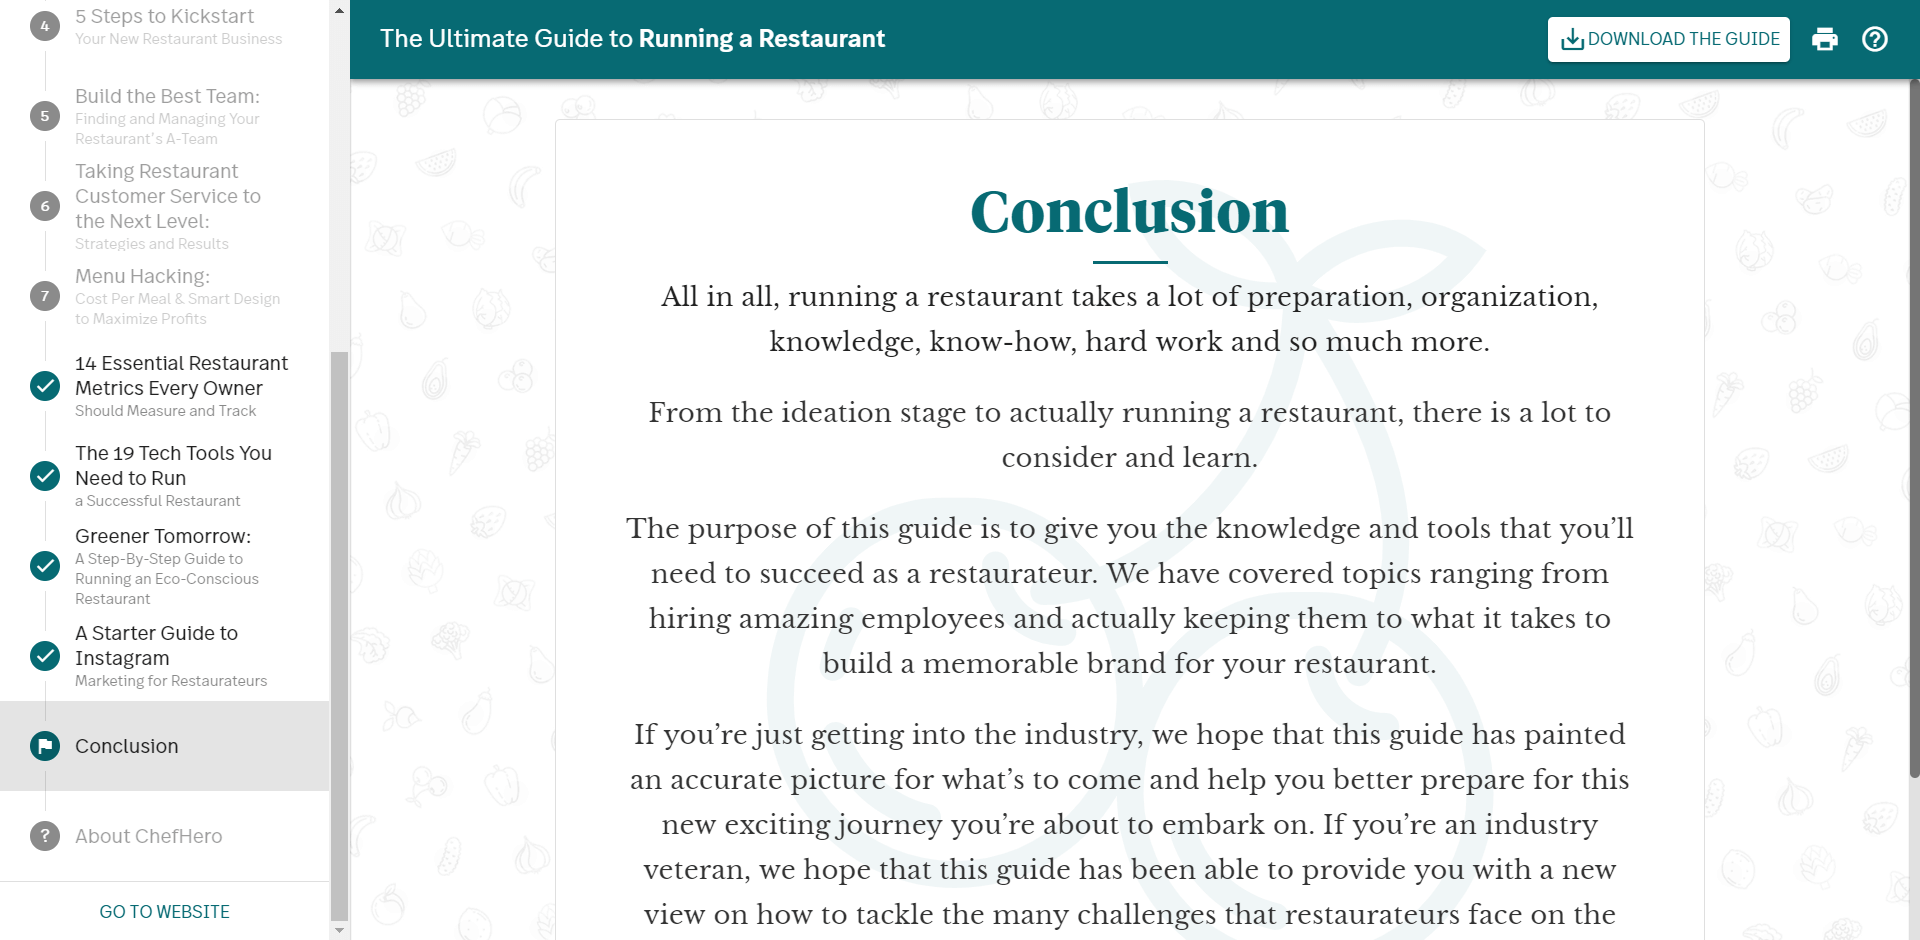 4
5 Steps to Kickstart
Your New Restaurant Business
5
Build the Best Team:
Finding and Managing Your
Restaurant's A-Team
6
Taking Restaurant
Customer Service to
the Next Level:
Strategies and Results
7
Menu Hacking:
Cost Per Meal & Smart Design
to Maximize Profits
14 Essential Restaurant
Metrics Every Owner
Should Measure and Track
The 19 Tech Tools You
Need to Run
a Successful Restaurant
Greener Tomorrow:
A Step-By-Step Guide to
Running an Eco-Conscious
Restaurant
A Starter Guide to
Instagram
Marketing for Restaurateurs
Conclusion
?
About ChefHero
GO TO WEBSITE
The Ultimate Guide to Running a Restaurant
DOWNLOAD THE GUIDE
?
Conclusion
All in all, running a restaurant takes a lot of preparation, organization,
knowledge, know-how, hard work and so much more.
From the ideation stage to actually running a restaurant, there is a lot to
consider and learn.
The purpose of this guide is to give you the knowledge and tools that you’ll
need to succeed as a restaurateur. We have covered topics ranging from
hiring amazing employees and actually keeping them to what it takes to
build a memorable brand for your restaurant.
If you’re just getting into the industry, we hope that this guide has painted
an accurate picture for what’s to come and help you better prepare for this
new exciting journey you’re about to embark on. If you’re an industry
veteran, we hope that this guide has been able to provide you with a new
view on how to tackle the many challenges that restaurateurs face on the